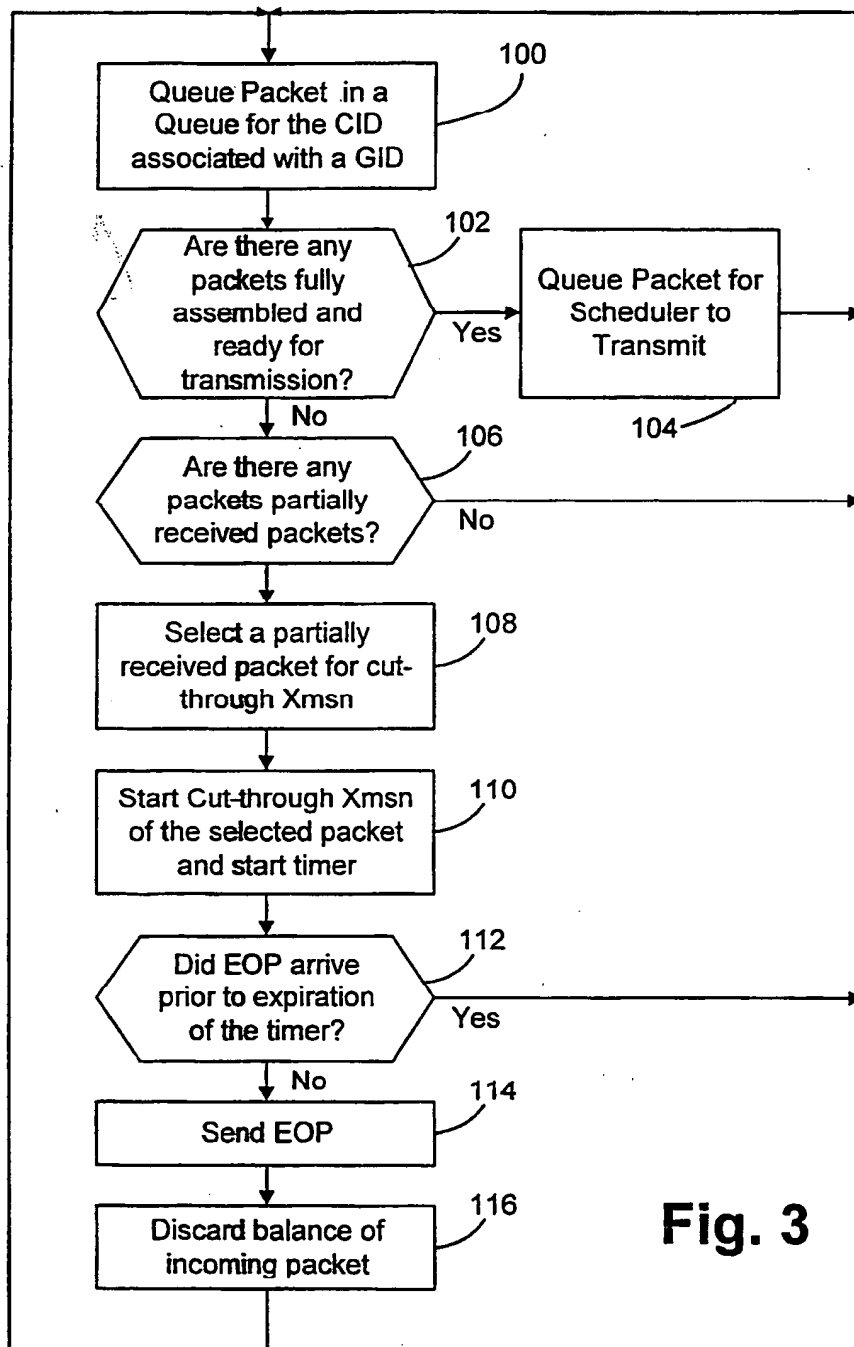 100
Queue Packet in a
Queue for the CID
associated with a GID
102
Are there any
packets fully
assembled and
ready for
transmission?
Yes
Queue Packet for
Scheduler to
Transmit
104
No
106
Are there any
packets partially
received packets?
No
108
Select a partially
received packet for cut-
through Xmsn
110
Start Cut-through Xmsn
of the selected packet
and start timer
112
Did EOP arrive
prior to expiration
of the timer?
Yes
No
114
Send EOP
116
Discard balance of
incoming packet
Fig. 3